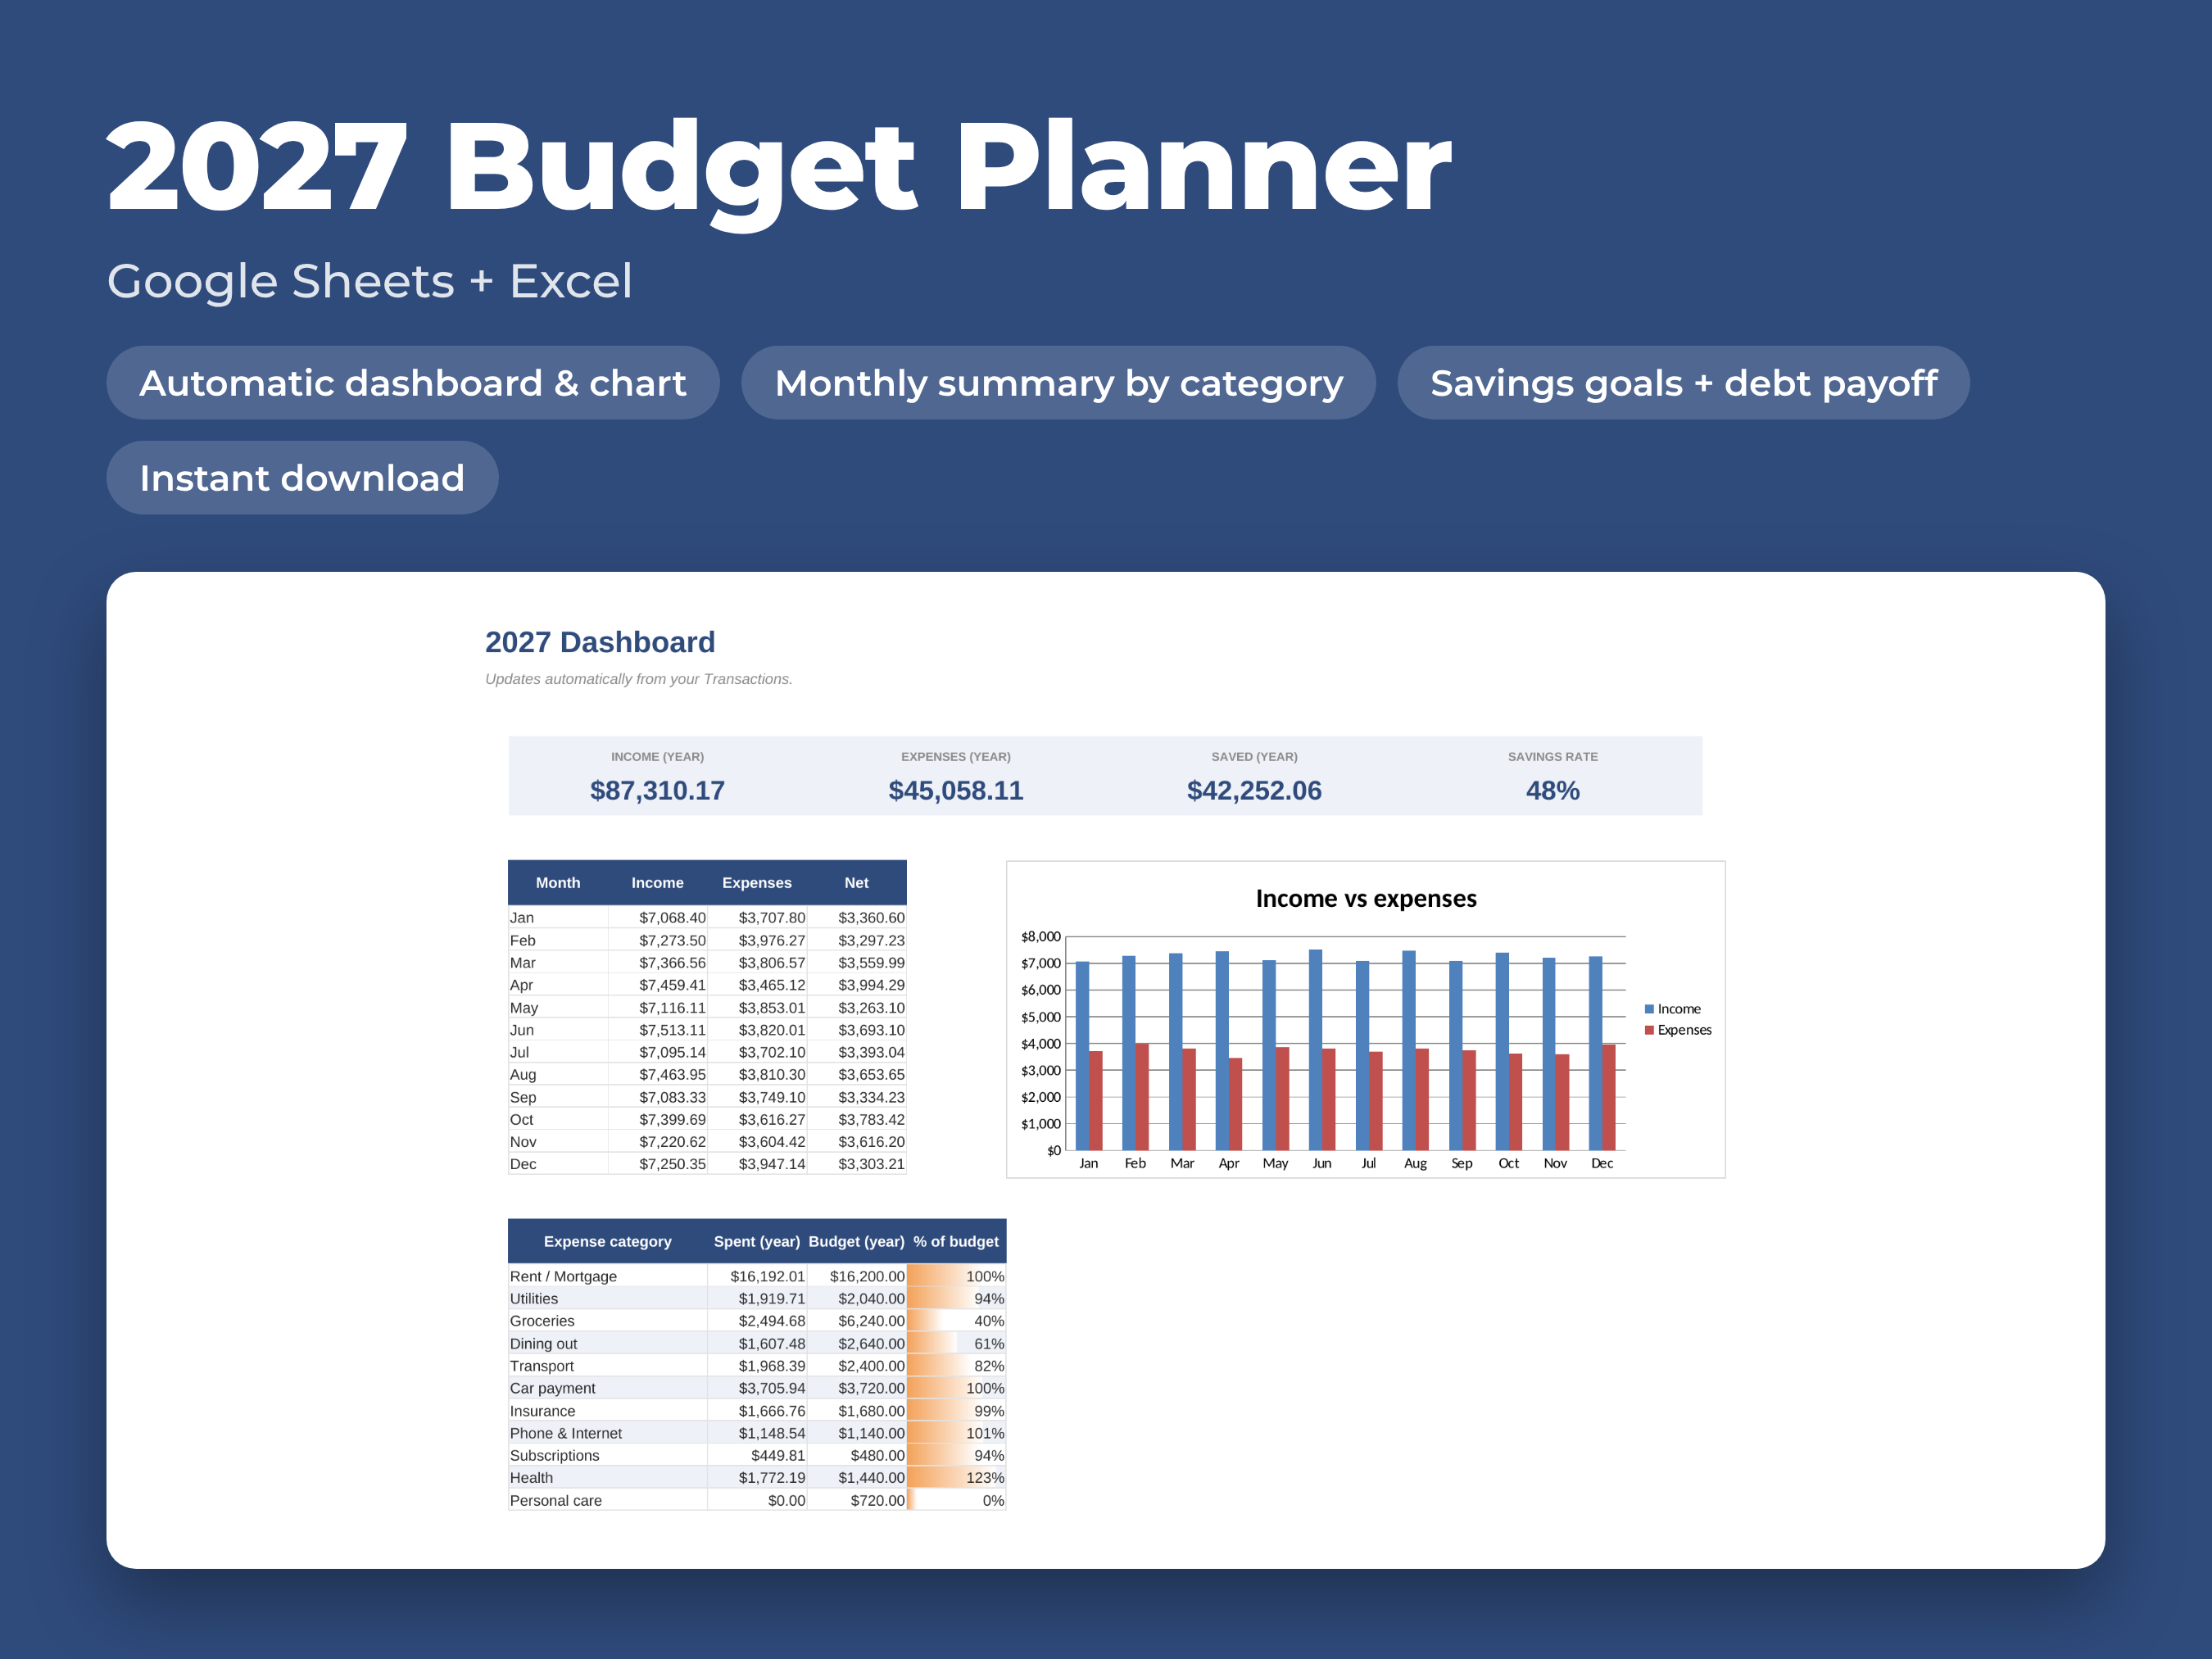 2027 Budget Planner
Google Sheets + Excel
Automatic dashboard & chart Monthly summary by category Savings goals + debt payoff
Instant download
2027 Dashboard
Updates automatically from your Transactions.
INCOME (YEAR) EXPENSES (YEAR) SAVED (YEAR) SAVINGS RATE
$87,310.17 $45,058.11 $42,252.06 48%
Month Income Expenses Net
Jan $7,068.40 $3,707.80 $3,360.60
Feb $7,273.50 $3,976.27 $3,297.23
Mar $7,366.56 $3,806.57 $3,559.99
Apr $7,459.41 $3,465.12 $3,994.29
May $7,116.11 $3,853.01 $3,263.10
Jun $7,513.11 $3,820.01 $3,693.10
Jul $7,095.14 $3,702.10 $3,393.04
Aug $7,463.95 $3,810.30 $3,653.65
Sep $7,083.33 $3,749.10 $3,334.23
Oct $7,399.69 $3,616.27 $3,783.42
Nov $7,220.62 $3,604.42 $3,616.20
Dec $7,250.35 $3,947.14 $3,303.21
Income vs expenses
$8,000
$7,000
$6,000
$5,000
$4,000
$3,000
$2,000
$1,000
$0
Jan Feb Mar Apr May Jun Jul Aug Sep Oct Nov Dec
Income
Expenses
Expense category Spent (year) Budget (year) % of budget
Rent / Mortgage $16,192.01 $16,200.00 100%
Utilities $1,919.71 $2,040.00 94%
Groceries $2,494.68 $6,240.00 40%
Dining out $1,607.48 $2,640.00 61%
Transport $1,968.39 $2,400.00 82%
Car payment $3,705.94 $3,720.00 100%
Insurance $1,666.76 $1,680.00 99%
Phone & Internet $1,148.54 $1,140.00 101%
Subscriptions $449.81 $480.00 94%
Health $1,772.19 $1,440.00 123%
Personal care $0.00 $720.00 0%